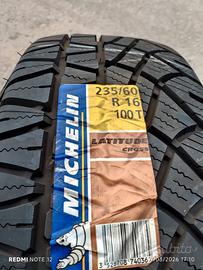 235/60
R 16
100 T
MICHELIN
LATITUDE
CROSS
REDMI NOTE 12